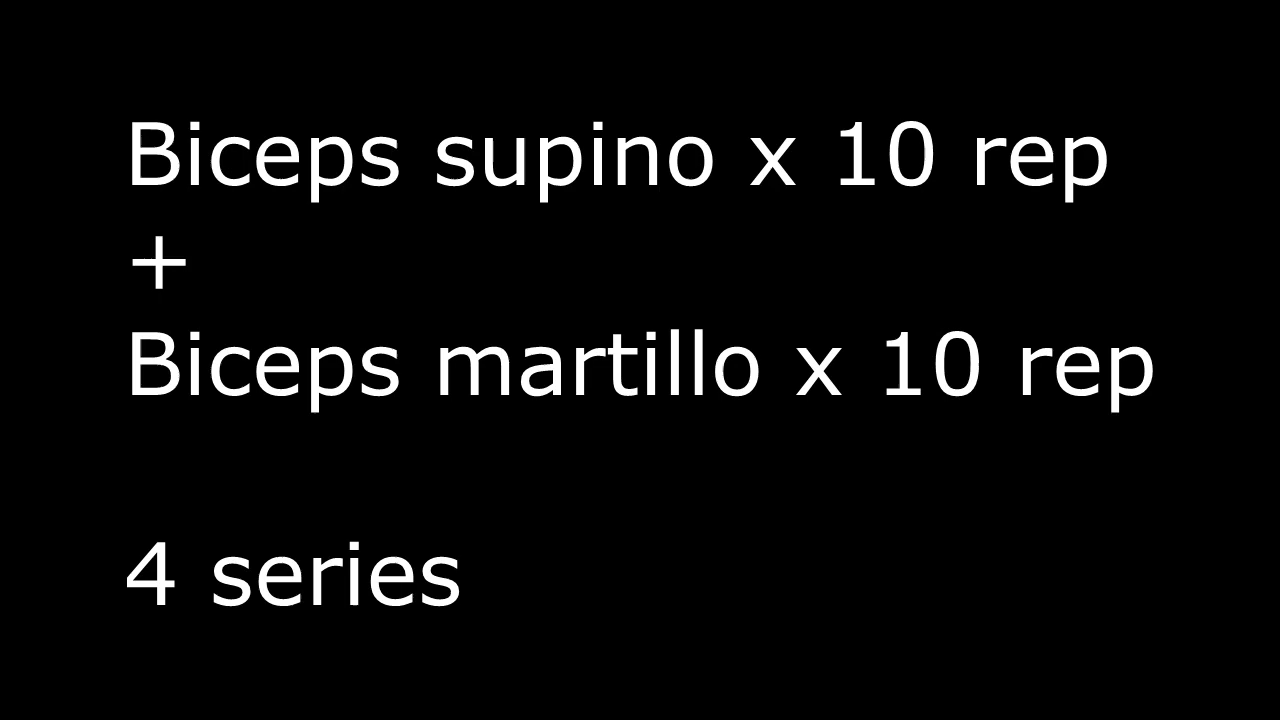 Biceps supino x 10 rep
+
Biceps martillo x 10 rep
4 series